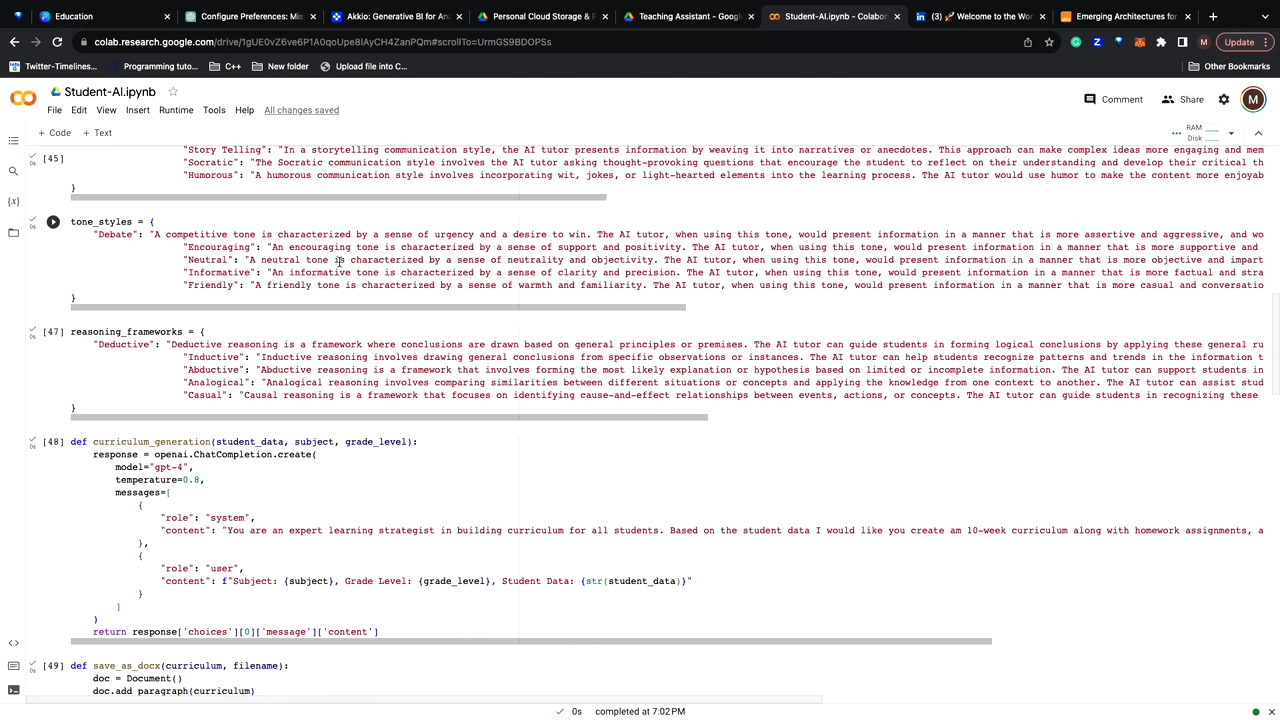 Education
Configure Preferences: Mis
Akkio: Generative BI for An
Personal Cloud Storage & F
Teaching Assistant - Google
Student-AI.ipynb - Colabora
(3) 🚀 Welcome to the Wor
Emerging Architectures for
colab.research.google.com/drive/1gUE0vZ6ve6P1A0qoUpe8IAyCH4ZanPQm#scrollTo=UrmGS9BDOPSs
Update
Twitter-Timelines...
Programming tuto...
C++
New folder
Upload file into C...
Other Bookmarks
Student-AI.ipynb
Comment
Share
M
File Edit View Insert Runtime Tools Help All changes saved
+ Code + Text
RAM
Disk
[45] "Story Telling": "In a storytelling communication style, the AI tutor presents information by weaving it into narratives or anecdotes. This approach can make complex ideas more engaging and mem
"Socratic": "The Socratic communication style involves the AI tutor asking thought-provoking questions that encourage the student to reflect on their understanding and develop their critical th
"Humorous": "A humorous communication style involves incorporating wit, jokes, or light-hearted elements into the learning process. The AI tutor would use humor to make the content more enjoyab
}
tone_styles = {
"Debate": "A competitive tone is characterized by a sense of urgency and a desire to win. The AI tutor, when using this tone, would present information in a manner that is more assertive and aggressive, and wo
"Encouraging": "An encouraging tone is characterized by a sense of support and positivity. The AI tutor, when using this tone, would present information in a manner that is more supportive and
"Neutral": "A neutral tone is characterized by a sense of neutrality and objectivity. The AI tutor, when using this tone, would present information in a manner that is more objective and impart
"Informative": "An informative tone is characterized by a sense of clarity and precision. The AI tutor, when using this tone, would present information in a manner that is more factual and stra
"Friendly": "A friendly tone is characterized by a sense of warmth and familiarity. The AI tutor, when using this tone, would present information in a manner that is more casual and conversatio
}
[47] reasoning_frameworks = {
"Deductive": "Deductive reasoning is a framework where conclusions are drawn based on general principles or premises. The AI tutor can guide students in forming logical conclusions by applying these general ru
"Inductive": "Inductive reasoning involves drawing general conclusions from specific observations or instances. The AI tutor can help students recognize patterns and trends in the information t
"Abductive": "Abductive reasoning is a framework that involves forming the most likely explanation or hypothesis based on limited or incomplete information. The AI tutor can support students in
"Analogical": "Analogical reasoning involves comparing similarities between different situations or concepts and applying the knowledge from one context to another. The AI tutor can assist stud
"Casual": "Causal reasoning is a framework that focuses on identifying cause-and-effect relationships between events, actions, or concepts. The AI tutor can guide students in recognizing these
}
[48] def curriculum_generation(student_data, subject, grade_level):
response = openai.ChatCompletion.create(
model="gpt-4",
temperature=0.8,
messages=[
{
"role": "system",
"content": "You are an expert learning strategist in building curriculum for all students. Based on the student data I would like you create am 10-week curriculum along with homework assignments, a
},
{
"role": "user",
"content": f"Subject: {subject}, Grade Level: {grade_level}, Student Data: {str(student_data)}"
}
]
)
return response['choices'][0]['message']['content']
[49] def save_as_docx(curriculum, filename):
doc = Document()
doc.add_paragraph(curriculum)
0s completed at 7:02 PM